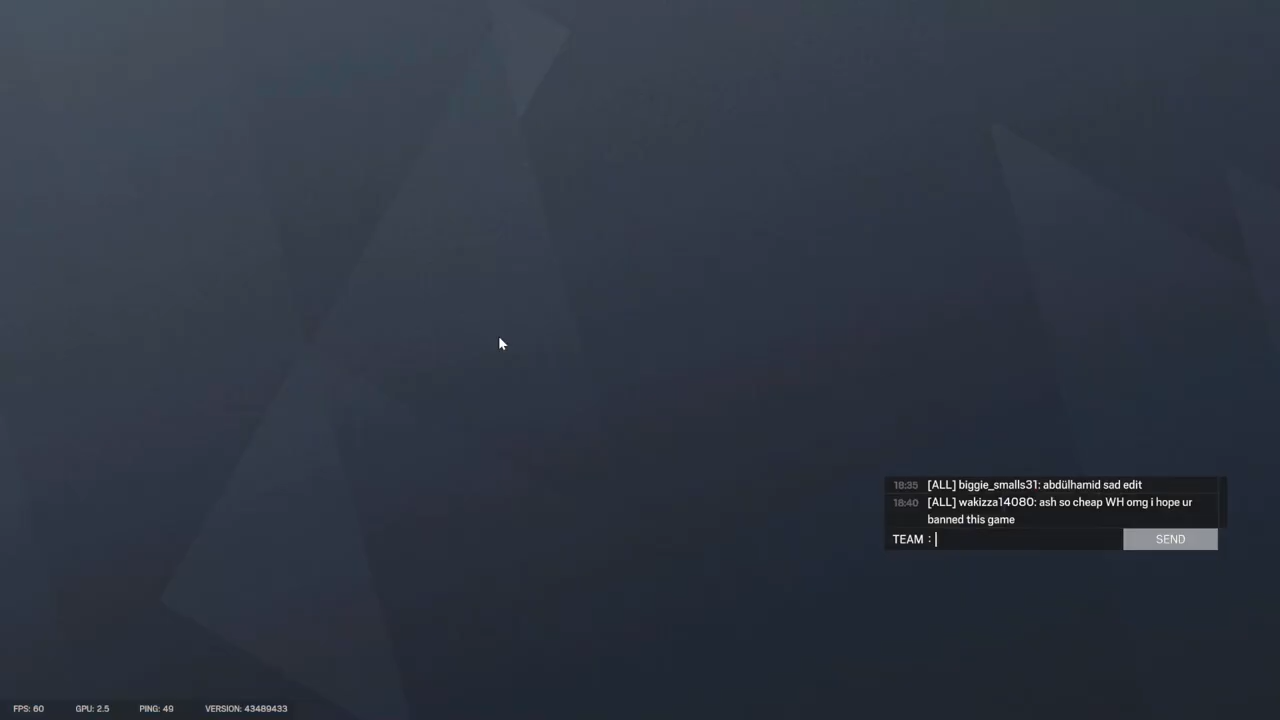 18:35 [ALL] biggie_smalls31: abdülhamid sad edit
18:40 [ALL] wakizza14080: ash so cheap WH omg i hope ur
banned this game
TEAM : SEND
FPS: 60 GPU: 2.5 PING: 49 VERSION: 43489433